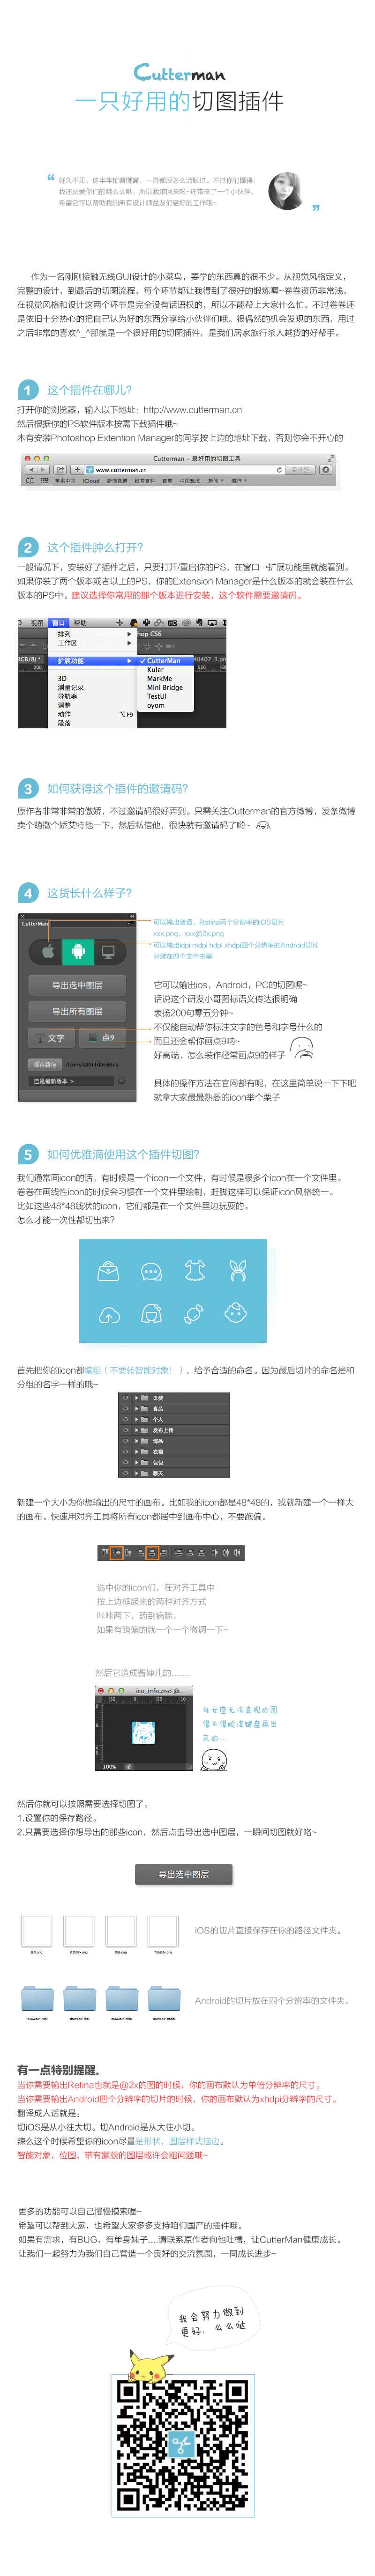 Cutterman
一只好用的切图插件
好久不见，这半年忙着挪窝，一直都没怎么活跃过。不过你们懂得，
我还是爱你们的哦么么哒，所以我滚回来啦~还带来了一个小伙伴，
希望它可以帮助我的所有设计师盆友们更好的工作哦~
作为一名刚刚接触无线GUI设计的小菜鸟，要学的东西真的很不少。从视觉风格定义，
完整的设计，到最后的切图流程，每个环节都让我得到了很好的锻炼喔~卷卷资历非常浅，
在视觉风格和设计这两个环节是完全没有话语权的，所以不能帮上大家什么忙。不过卷卷还
是依旧十分热心的把自己认为好的东西分享给小伙伴们哦。很偶然的机会发现的东西，用过
之后非常的喜欢^_^那就是一个很好用的切图插件，是我们居家旅行杀人越货的好帮手。
1 这个插件在哪儿?
打开你的浏览器，输入以下地址：http://www.cutterman.cn
然后根据你的PS软件版本按需下载插件哦~
木有安装Photoshop Extention Manager的同学按上边的地址下载，否则你会不开心的
Cutterman - 最好用的切图工具
www.cutterman.cn
阅读器
苹果中国 iCloud 新浪微博 维基百科 百度 中国雅虎 新闻 流行
2 这个插件肿么打开?
一般情况下，安装好了插件之后，只要打开/重启你的PS，在窗口→扩展功能里就能看到。
如果你装了两个版本或者以上的PS，你的Extension Manager是什么版本的就会装在什么
版本的PS中。建议选择你常用的那个版本进行安装，这个软件需要邀请码。
视图 窗口 帮助
排列
工作区
hop CS6
扩展功能
CutterMan
Kuler
MarkMe
Mini Bridge
TextUI
oyom
3D
测量记录
导航器
调整
动作 ⌥F9
段落
3 如何获得这个插件的邀请码?
原作者非常非常的傲娇，不过邀请码很好弄到。只需关注Cutterman的官方微博，发条微博
卖个萌撒个娇艾特他一下，然后私信他，很快就有邀请码了哟~
4 这货长什么样子?
CutterMan
导出选中图层
导出所有图层
文字
点9
保存路径 /Users/s2011/Desktop
已是最新版本 >
可以输出普通，Retina两个分辨率的iOS切片
xxx.png，xxx@2x.png
可以输出ldpi mdpi hdpi xhdpi四个分辨率的Android切片
分装在四个文件夹里
它可以输出ios，Android，PC的切图喔~
话说这个研发小哥图标语义传达很明确
表扬200句零五分钟~
不仅能自动帮你标注文字的色号和字号什么的
而且还会帮你画点9呐~
好高端，怎么装作经常画点9的样子
具体的操作方法在官网都有呢，在这里简单说一下下吧
就拿大家最最熟悉的icon举个栗子
5 如何优雅滴使用这个插件切图?
我们通常画icon的话，有时候是一个icon一个文件，有时候是很多个icon在一个文件里。
卷卷在画线性icon的时候会习惯在一个文件里绘制，赶脚这样可以保证icon风格统一。
比如这些48*48线状的icon，它们都是在一个文件里边玩耍的。
怎么才能一次性都切出来?
首先把你的icon都编组（不要转智能对象！），给予合适的命名。因为最后切片的命名是和
分组的名字一样的哦~
母婴
食品
个人
发布上传
饰品
衣裙
包包
聊天
新建一个大小为你想输出的尺寸的画布。比如我的icon都是48*48的，我就新建一个一样大
的画布。快速用对齐工具将所有icon都居中到画布中心，不要跑偏。
选中你的icon们，在对齐工具中
按上边框起来的两种对齐方式
咔咔两下，药到病除。
如果有跑偏的就一个一个微调一下~
然后它造成酱婶儿的.......
ico_info.psd @...
100%
处女座无法直视的图
恨不得吃没键盘画出
来的...
然后你就可以按照需要选择切图了。
1.设置你的保存路径。
2.只需要选择你想导出的那些icon，然后点击导出选中图层，一瞬间切图就好咯~
导出选中图层
iOS的切片直接保存在你的路径文件夹。
Android的切片放在四个分辨率的文件夹。
有一点特别提醒.
当你需要输出Retina也就是@2x的图的时候，你的画布默认为单倍分辨率的尺寸。
当你需要输出Android四个分辨率的切片的时候，你的画布默认为xhdpi分辨率的尺寸。
翻译成人话就是：
切iOS是从小往大切。切Android是从大往小切。
辣么这个时候希望你的icon尽量是形状、图层样式描边。
智能对象，位图，带有蒙版的图层或许会粗问题哦~
更多的功能可以自己慢慢摸索喔~
希望可以帮到大家，也希望大家多多支持咱们国产的插件哦。
如果有需求，有BUG，有单身妹子....请联系原作者向他吐槽，让CutterMan健康成长。
让我们一起努力为我们自己营造一个良好的交流氛围，一同成长进步~
我会努力做到
更好，么么哒